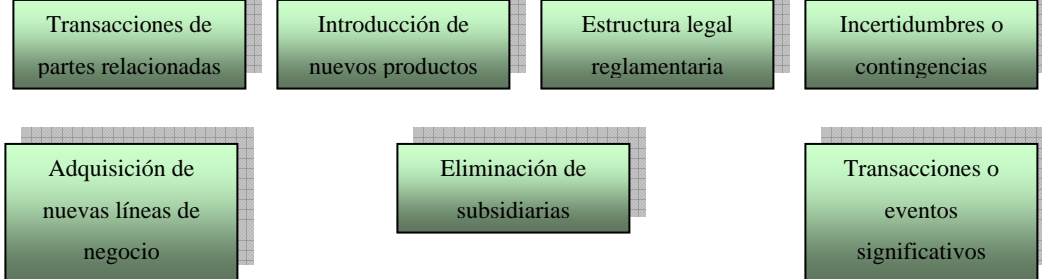 Transacciones de
partes relacionadas
Introducción de
nuevos productos
Estructura legal
reglamentaria
Incertidumbres o
contingencias
Adquisición de
nuevas líneas de
negocio
Eliminación de
subsidiarias
Transacciones o
eventos
significativos